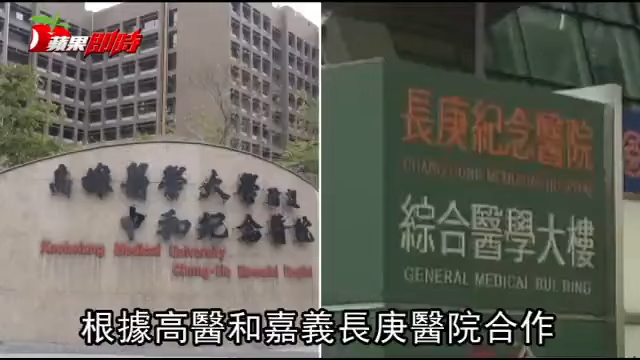 蘋果即時
高雄醫學大學附設
中和紀念醫院
Kaohsiung Medical University
Chung-Ho Memorial Hospital
長庚紀念醫院
CHANG GUNG MEMORIAL HOSPITAL
綜合醫學大樓
GENERAL MEDICAL BUILDING
根據高醫和嘉義長庚醫院合作